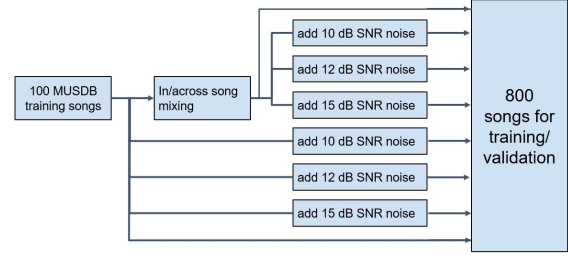 100 MUSDB
training songs
In/across song
mixing
add 10 dB SNR noise
add 12 dB SNR noise
add 15 dB SNR noise
add 10 dB SNR noise
add 12 dB SNR noise
add 15 dB SNR noise
800
songs for
training/
validation